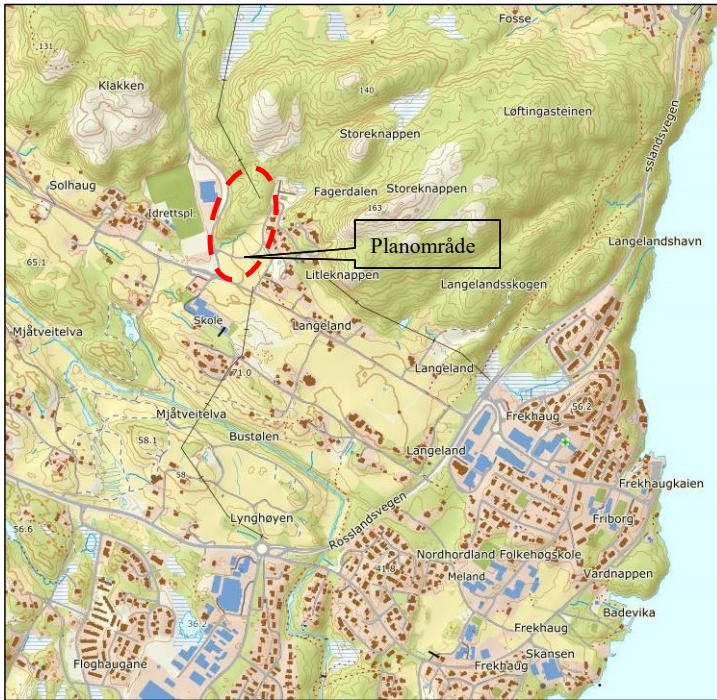 Fosse
131
Klakken
140
Løftingasteinen
sslandsvegen
Storeknappen
Solhaug
Fagerdalen
Storeknappen
Idrettspl.
163
Planområde
Langelandshavn
65.1
Litleknappen
Langelandsskogen
Skole
Langeland
Mjåtveitelva
71.0
Langeland
Mjåtveitelva
Frekhaug
56.2
Bustølen
58.1
Langeland
58
Frekhaugkaien
Lynghøyen
Rosslandsvegen
Friborg
56.6
Nordhordland Folkehøgskole
41.8
Meland
Vardnappen
Badevika
36.2
Frekhaug
Floghaugane
Skansen
Frekhaug